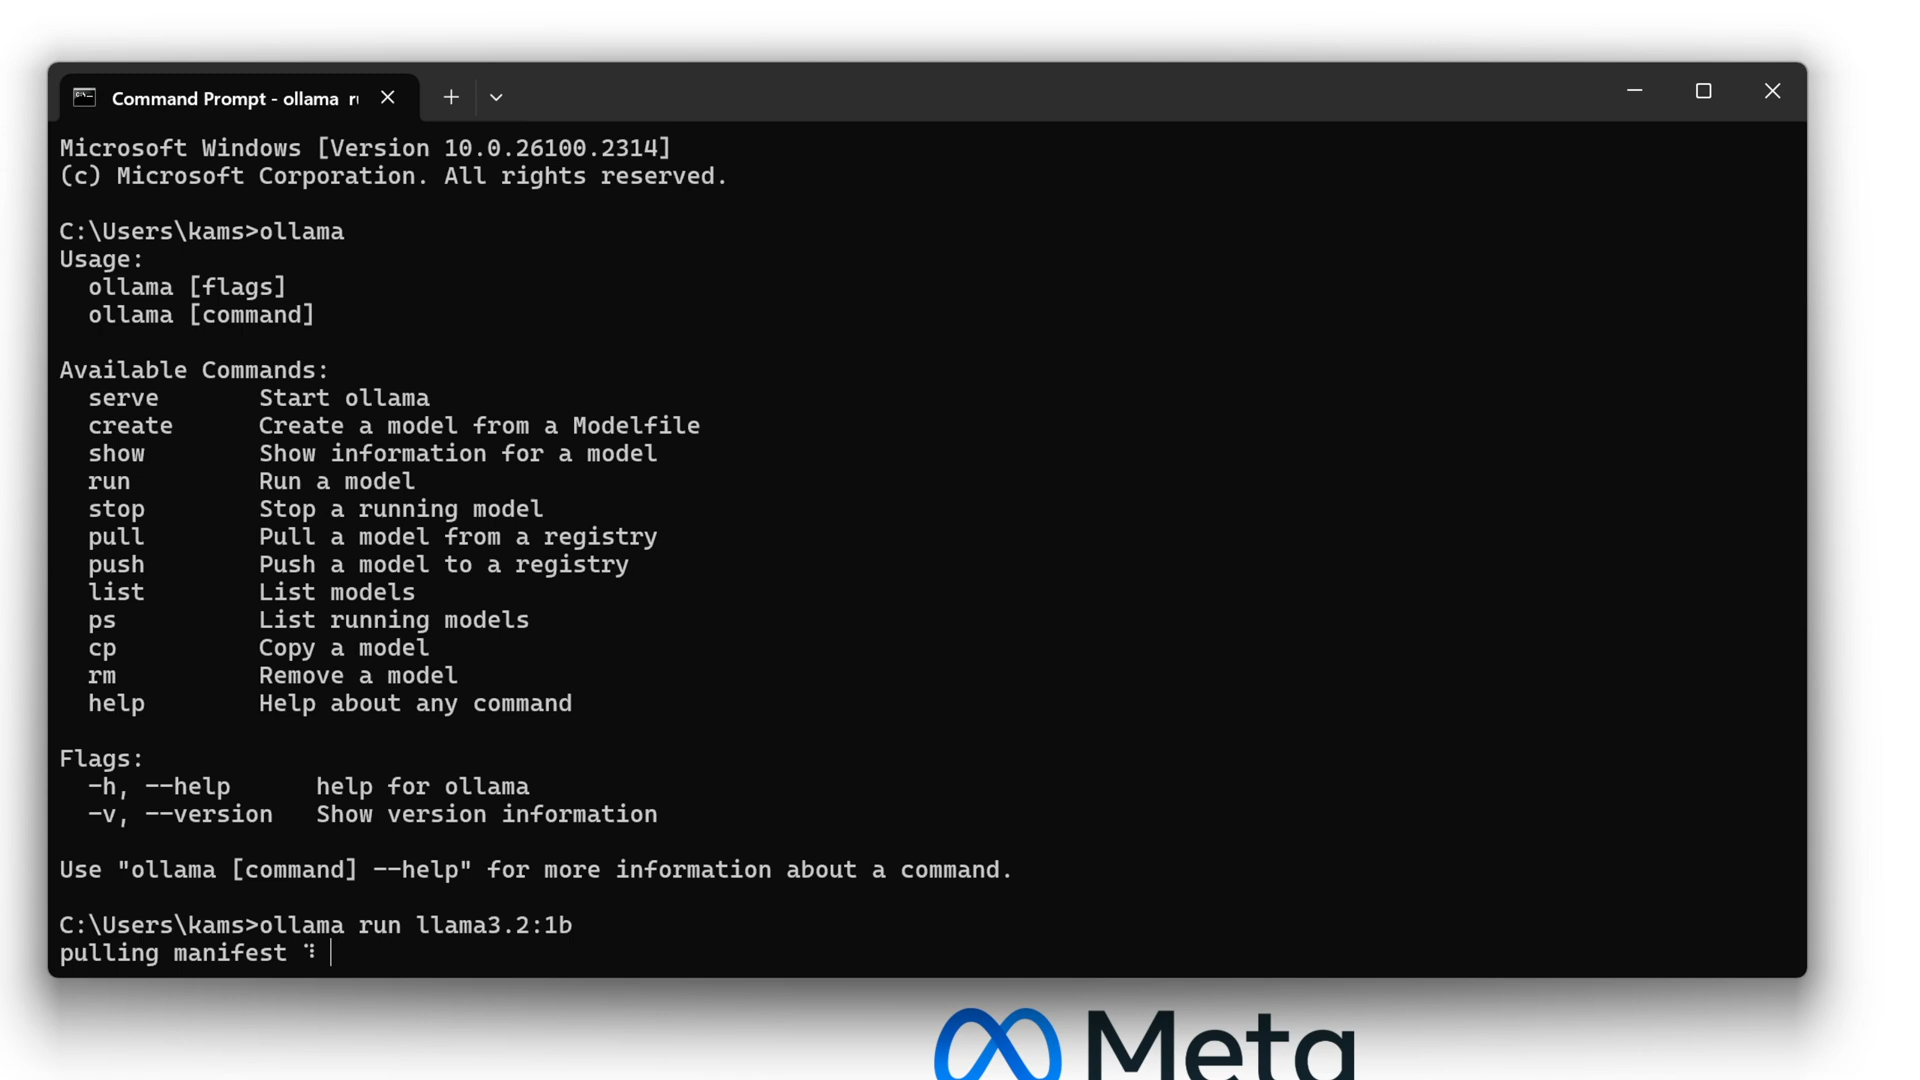 Command Prompt - ollama
Microsoft Windows [Version 10.0.26100.2314]
(c) Microsoft Corporation. All rights reserved.
C:\Users\kams>ollama
Usage:
ollama [flags]
ollama [command]
Available Commands:
serve Start ollama
create Create a model from a Modelfile
show Show information for a model
run Run a model
stop Stop a running model
pull Pull a model from a registry
push Push a model to a registry
list List models
ps List running models
cp Copy a model
rm Remove a model
help Help about any command
Flags:
-h, --help help for ollama
-v, --version Show version information
Use "ollama [command] --help" for more information about a command.
C:\Users\kams>ollama run llama3.2:1b
pulling manifest
Meta